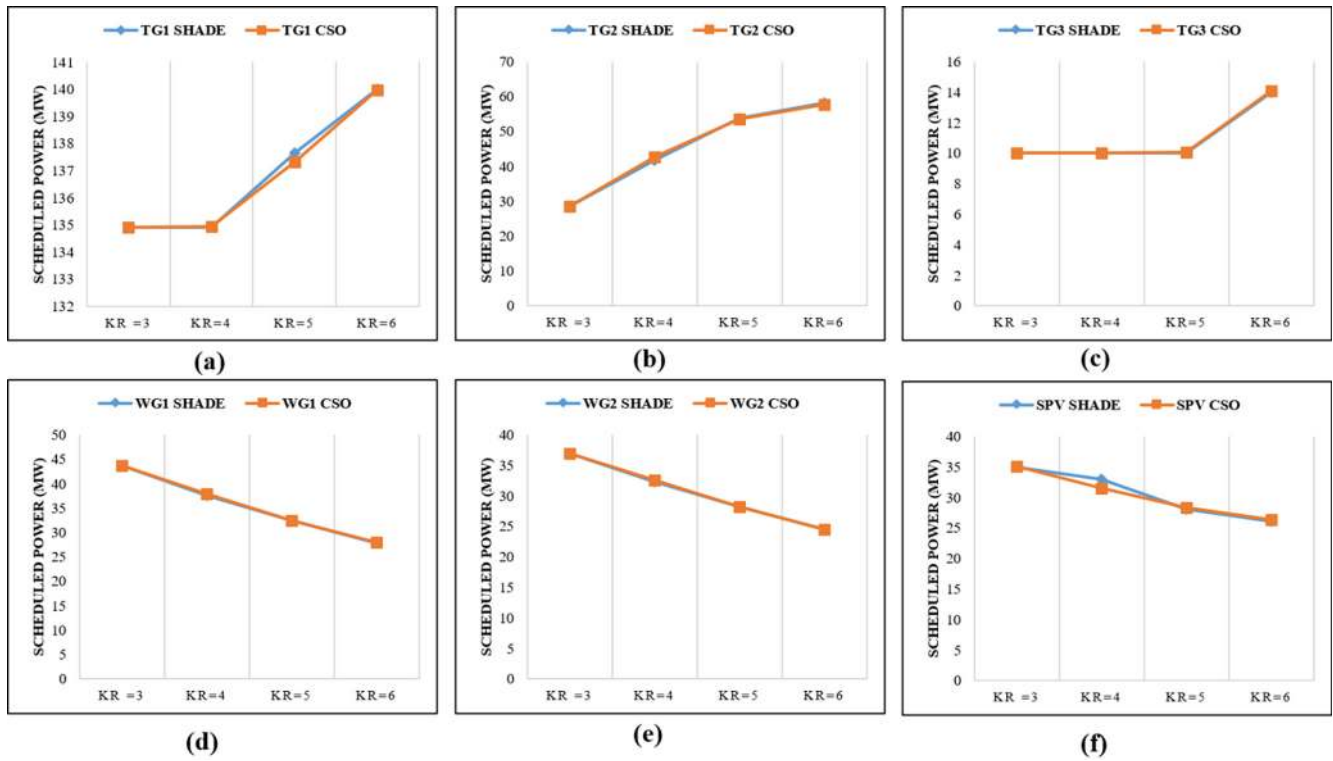 TG1 SHADE TG1 CSO
SCHEDULED POWER (MW)
141
140
139
138
137
136
135
134
133
132
KR =3 KR=4 KR=5 KR=6
(a)
TG2 SHADE TG2 CSO
SCHEDULED POWER (MW)
70
60
50
40
30
20
10
0
KR =3 KR=4 KR=5 KR=6
(b)
TG3 SHADE TG3 CSO
SCHEDULED POWER (MW)
16
14
12
10
8
6
4
2
0
KR =3 KR=4 KR=5 KR=6
(c)
WG1 SHADE WG1 CSO
SCHEDULED POWER (MW)
50
45
40
35
30
25
20
15
10
5
0
KR =3 KR=4 KR=5 KR=6
(d)
WG2 SHADE WG2 CSO
SCHEDULED POWER (MW)
40
35
30
25
20
15
10
5
0
KR =3 KR=4 KR=5 KR=6
(e)
SPV SHADE SPV CSO
SCHEDULED POWER (MW)
40
35
30
25
20
15
10
5
0
KR =3 KR=4 KR=5 KR=6
(f)